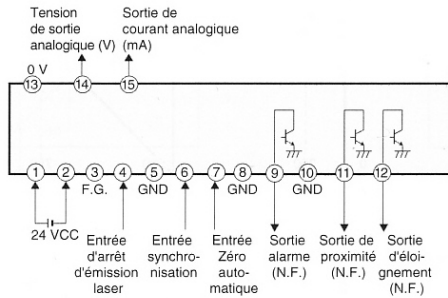 Tension
de sortie
analogique (V)
Sortie de
courant analogique
(mA)
0 V
13
14
15
1
2
3
4
5
6
7
8
9
10
11
12
F.G.
GND
GND
GND
24 VCC
Entrée
d'arrêt
d'émission
laser
Entrée
synchro-
nisation
Entrée
Zéro
auto-
matique
Sortie
alarme
(N.F.)
Sortie de
proximité
(N.F.)
Sortie
d'éloi-
gnement
(N.F.)